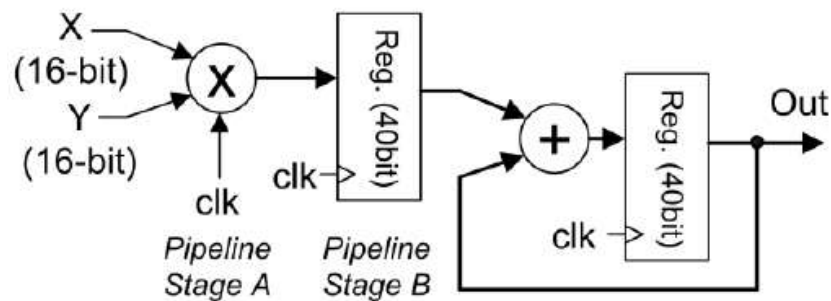 X
(16-bit)
Y
(16-bit)
X
clk
Pipeline
Stage A
Reg. (40bit)
clk
Pipeline
Stage B
+
Reg. (40bit)
clk
Out